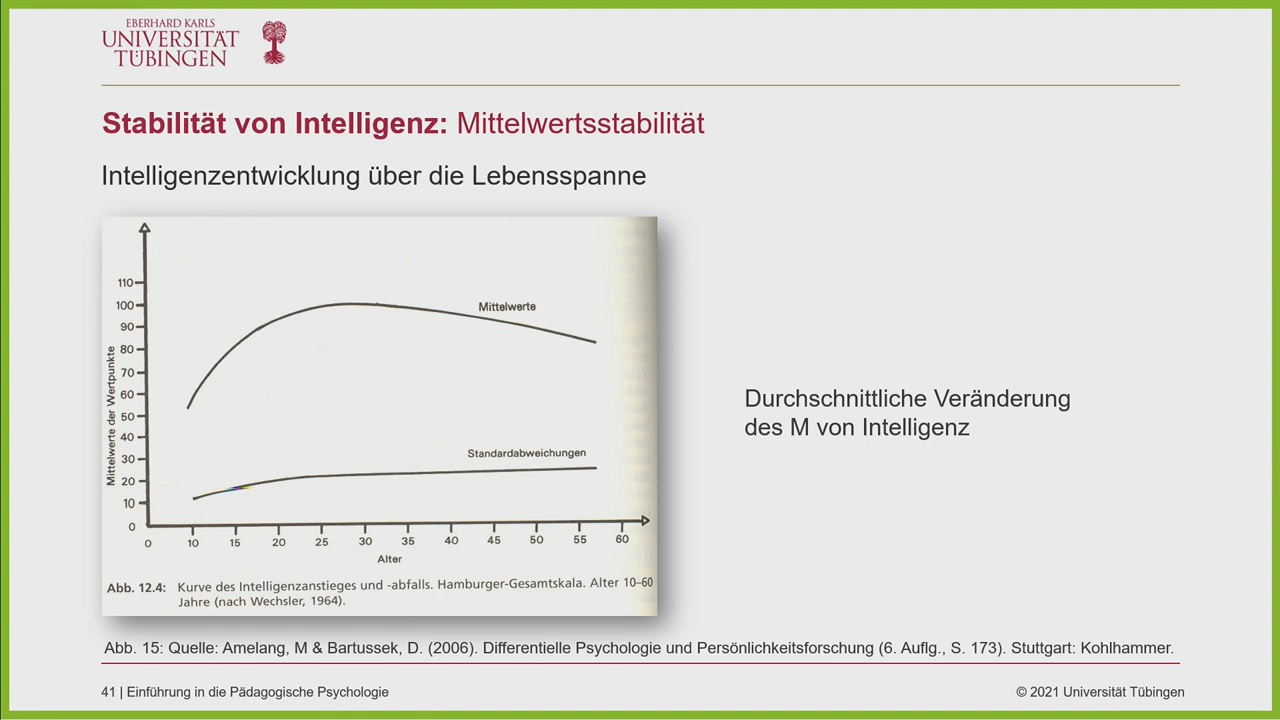 EBERHARD KARLS
UNIVERSITÄT
TÜBINGEN
Stabilität von Intelligenz: Mittelwertsstabilität
Intelligenzentwicklung über die Lebensspanne
Mittelwerte der Wertpunkte
110
100
90
80
70
60
50
40
30
20
10
0
Mittelwerte
Standardabweichungen
0 10 15 20 25 30 35 40 45 50 55 60
Alter
Abb. 12.4: Kurve des Intelligenzanstieges und -abfalls. Hamburger-Gesamtskala. Alter 10–60
Jahre (nach Wechsler, 1964).
Durchschnittliche Veränderung
des M von Intelligenz
Abb. 15: Quelle: Amelang, M & Bartussek, D. (2006). Differentielle Psychologie und Persönlichkeitsforschung (6. Auflg., S. 173). Stuttgart: Kohlhammer.
41 | Einführung in die Pädagogische Psychologie
© 2021 Universität Tübingen